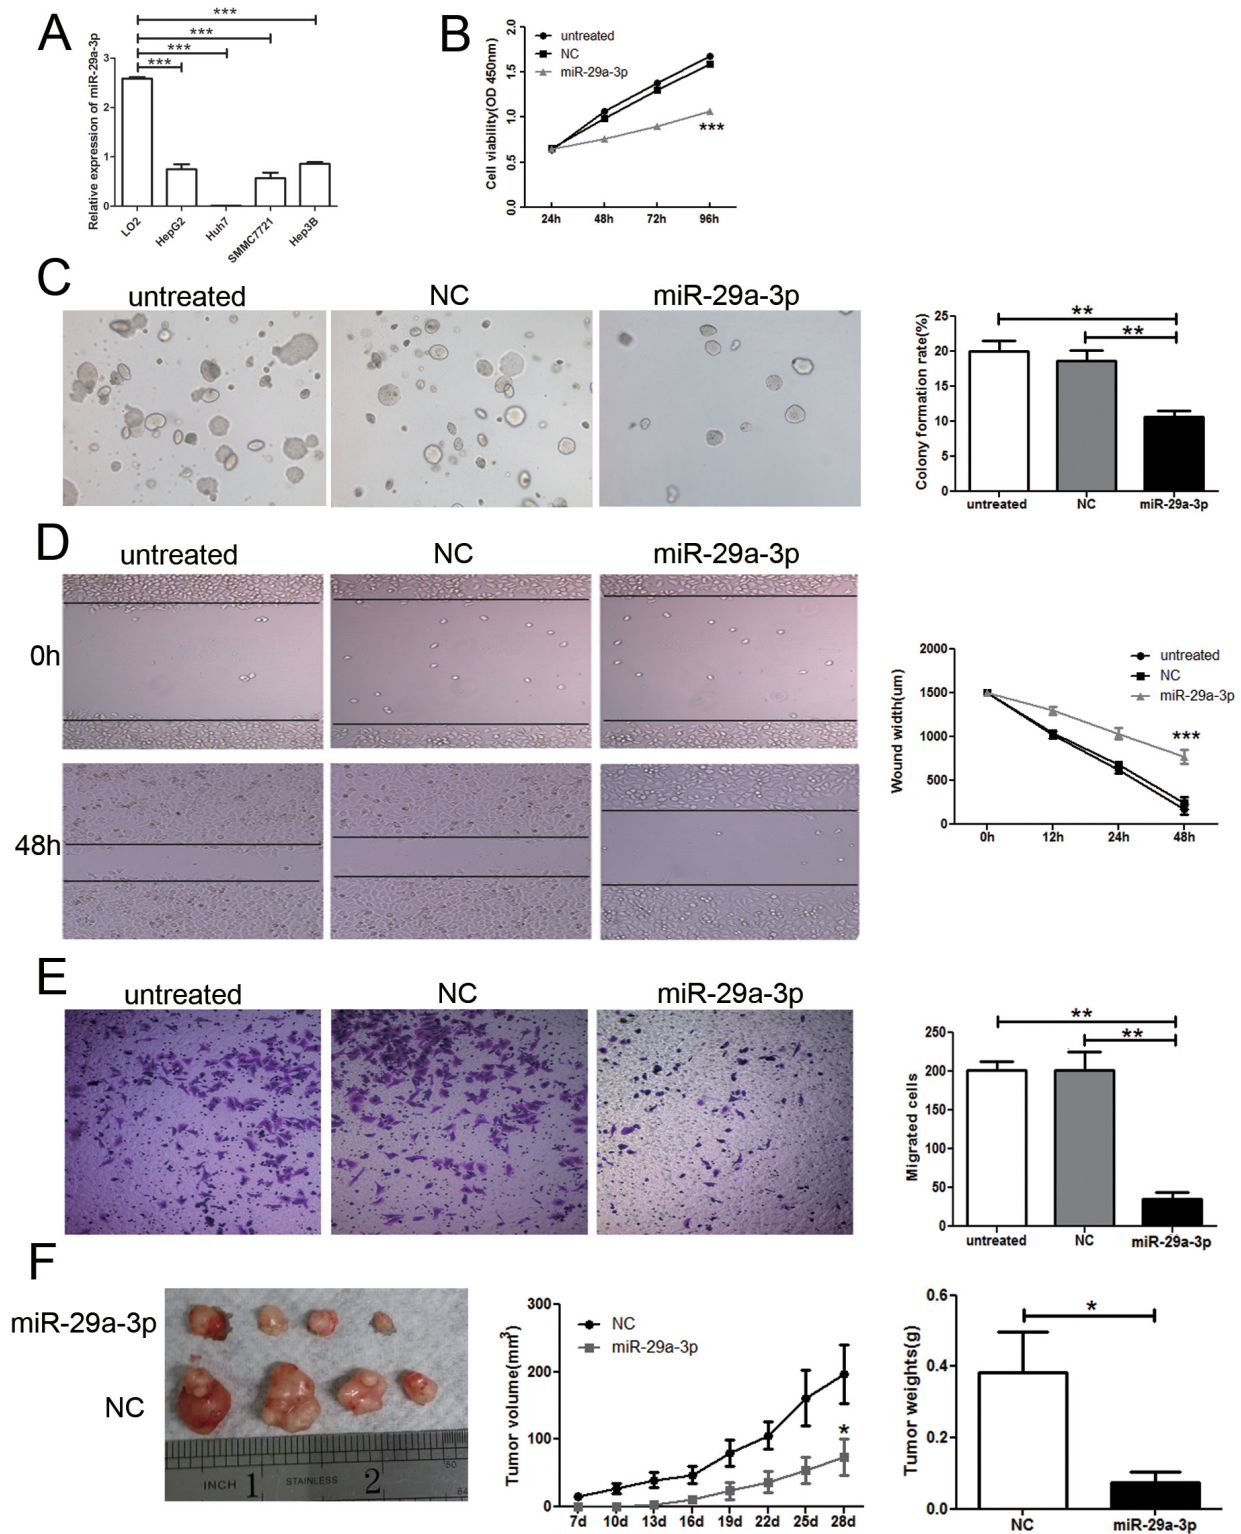 A
***
***
***
***
Relative expression of miR-29a-3p
3
2
1
0
LO2
HepG2
Huh7
SMMC7721
Hep3B
B
untreated
NC
miR-29a-3p
Cell viability(OD 450nm)
2.0
1.5
1.0
0.5
0.0
***
24h
48h
72h
96h
C
untreated
NC
miR-29a-3p
Colony formation rate(%)
25
20
15
10
5
0
**
**
untreated
NC
miR-29a-3p
D
untreated
NC
miR-29a-3p
0h
48h
Wound width(um)
2000
1500
1000
500
0
untreated
NC
miR-29a-3p
***
0h
12h
24h
48h
E
untreated
NC
miR-29a-3p
Migrated cells
250
200
150
100
50
0
**
**
untreated
NC
miR-29a-3p
F
miR-29a-3p
NC
INCH 1 STAINLESS 2
50
64
Tumor volume(mm3)
300
200
100
0
NC
miR-29a-3p
*
7d
10d
13d
16d
19d
22d
25d
28d
Tumor weights(g)
0.6
0.4
0.2
0.0
*
NC
miR-29a-3p